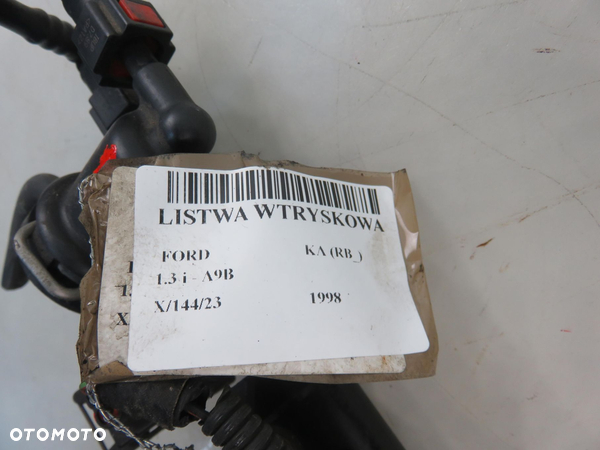 LISTWA WTRYSKOWA
FORD KA (RB_)
1.3 i - A9B
X/144/23 1998
OTOMOTO